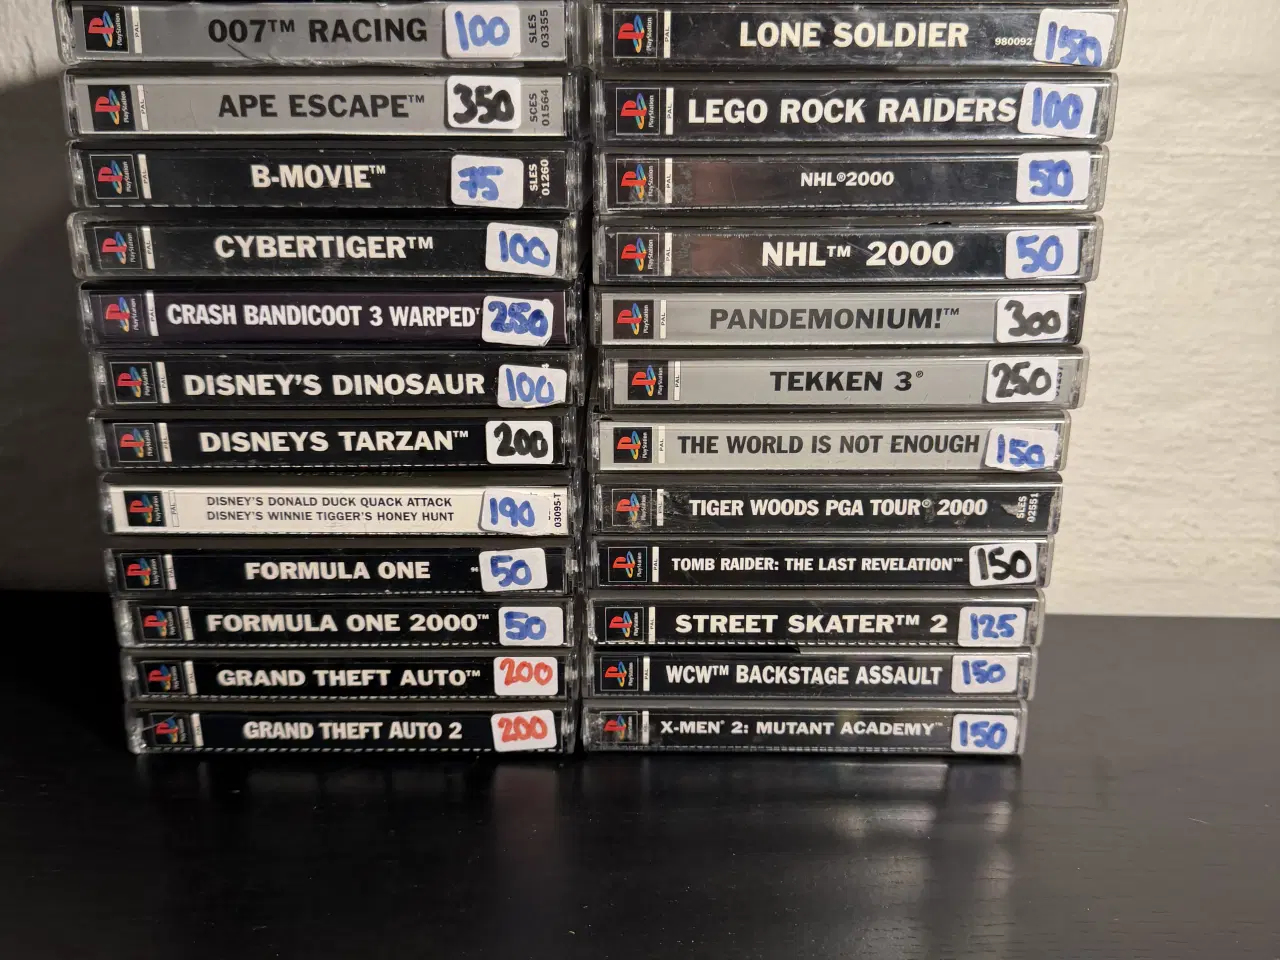 007™ RACING 100 SLES 03355
APE ESCAPE™ 350 SCES 01564
B-MOVIE™ 75 SLES 01260
CYBERTIGER™ 100
CRASH BANDICOOT 3 WARPED 250
DISNEY'S DINOSAUR 100
DISNEYS TARZAN™ 200
DISNEY'S DONALD DUCK QUACK ATTACK
DISNEY'S WINNIE TIGGER'S HONEY HUNT 190 03095-T
FORMULA ONE 50
FORMULA ONE 2000™ 50
GRAND THEFT AUTO™ 200
GRAND THEFT AUTO 2 200
LONE SOLDIER 980092 150
LEGO ROCK RAIDERS 100
NHL®2000 50
NHL™ 2000 50
PANDEMONIUM!™ 300
TEKKEN 3® 250
THE WORLD IS NOT ENOUGH 150
TIGER WOODS PGA TOUR® 2000 SLES 02551
TOMB RAIDER: THE LAST REVELATION™ 150
STREET SKATER™ 2 125
WCW™ BACKSTAGE ASSAULT 150
X-MEN 2: MUTANT ACADEMY™ 150